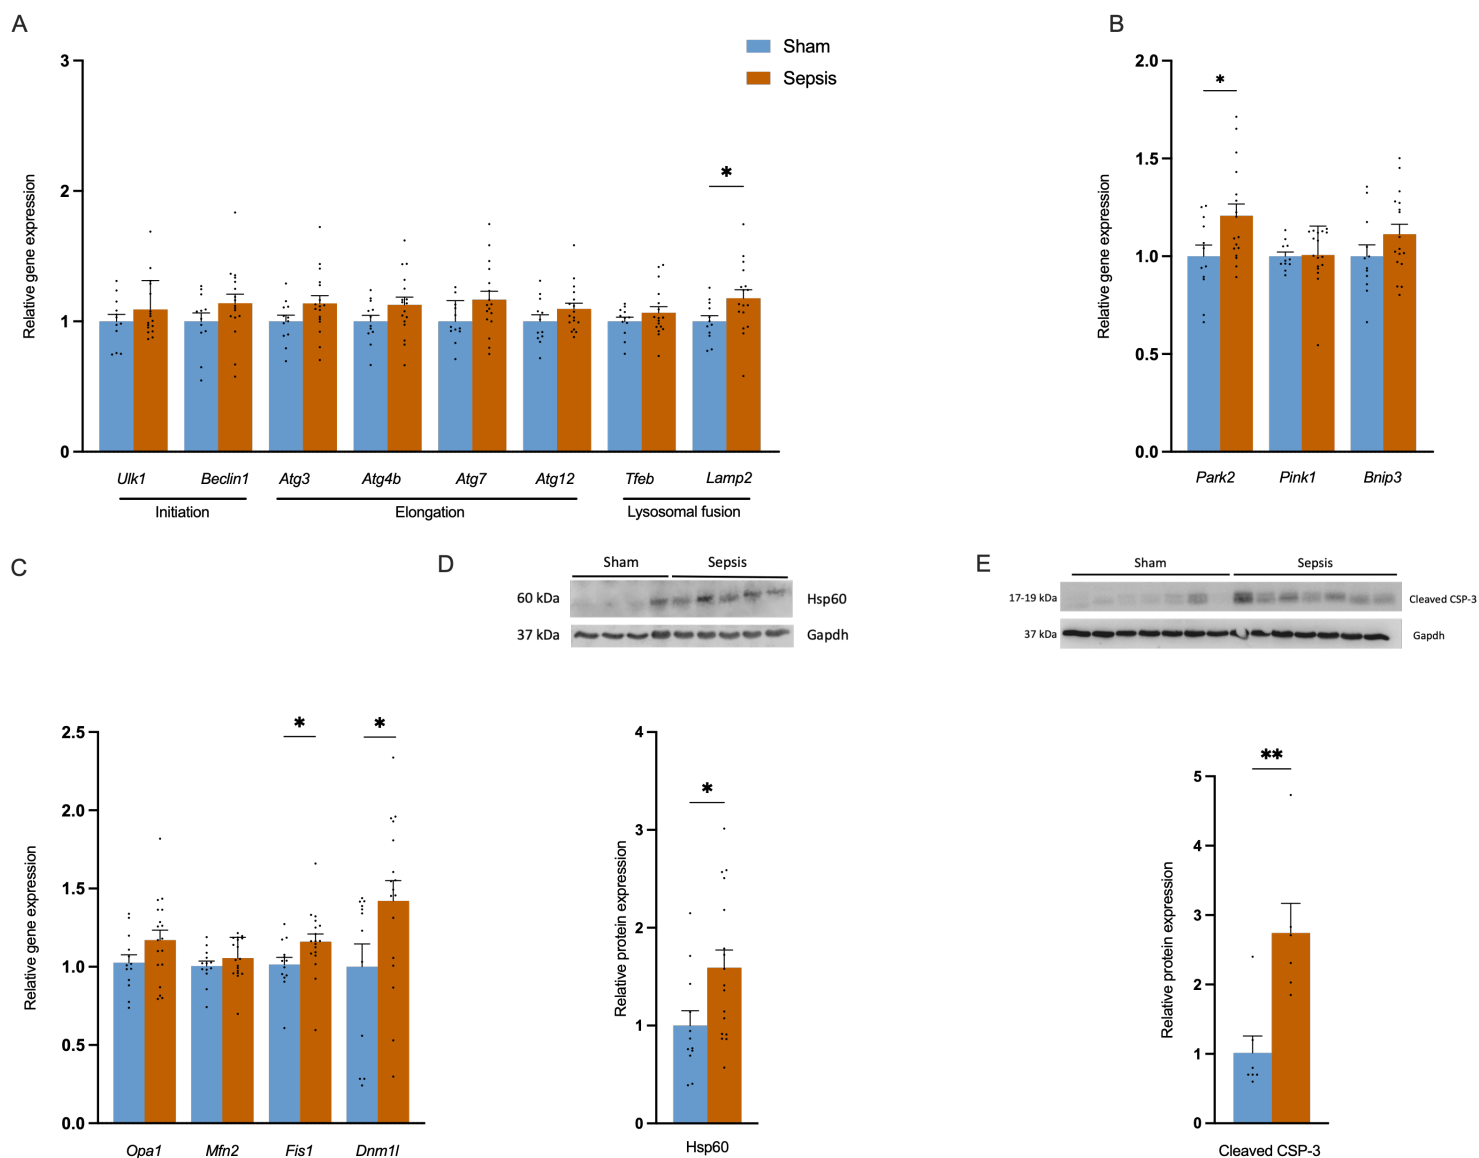 A
Sham
Sepsis
3
2
1
0
Relative gene expression
*
Ulk1 Beclin1 Atg3 Atg4b Atg7 Atg12 Tfeb Lamp2
Initiation Elongation Lysosomal fusion
B
2.0
1.5
1.0
0.5
0.0
Relative gene expression
*
Park2 Pink1 Bnip3
C
2.5
2.0
1.5
1.0
0.5
0.0
Relative gene expression
* *
Opa1 Mfn2 Fis1 Dnm1l
D
Sham Sepsis
60 kDa Hsp60
37 kDa Gapdh
4
3
2
1
0
Relative protein expression
*
Hsp60
E
Sham Sepsis
17-19 kDa Cleaved CSP-3
37 kDa Gapdh
5
4
3
2
1
0
Relative protein expression
**
Cleaved CSP-3